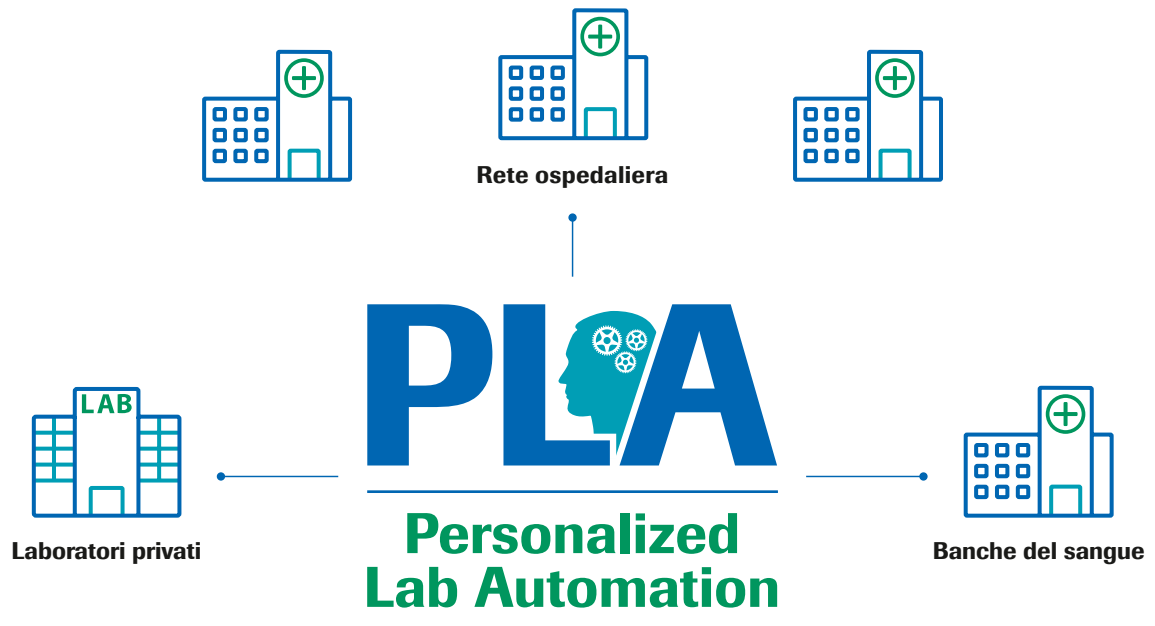 Rete ospedaliera
PLA
LAB
Laboratori privati
Banche del sangue
Personalized
Lab Automation